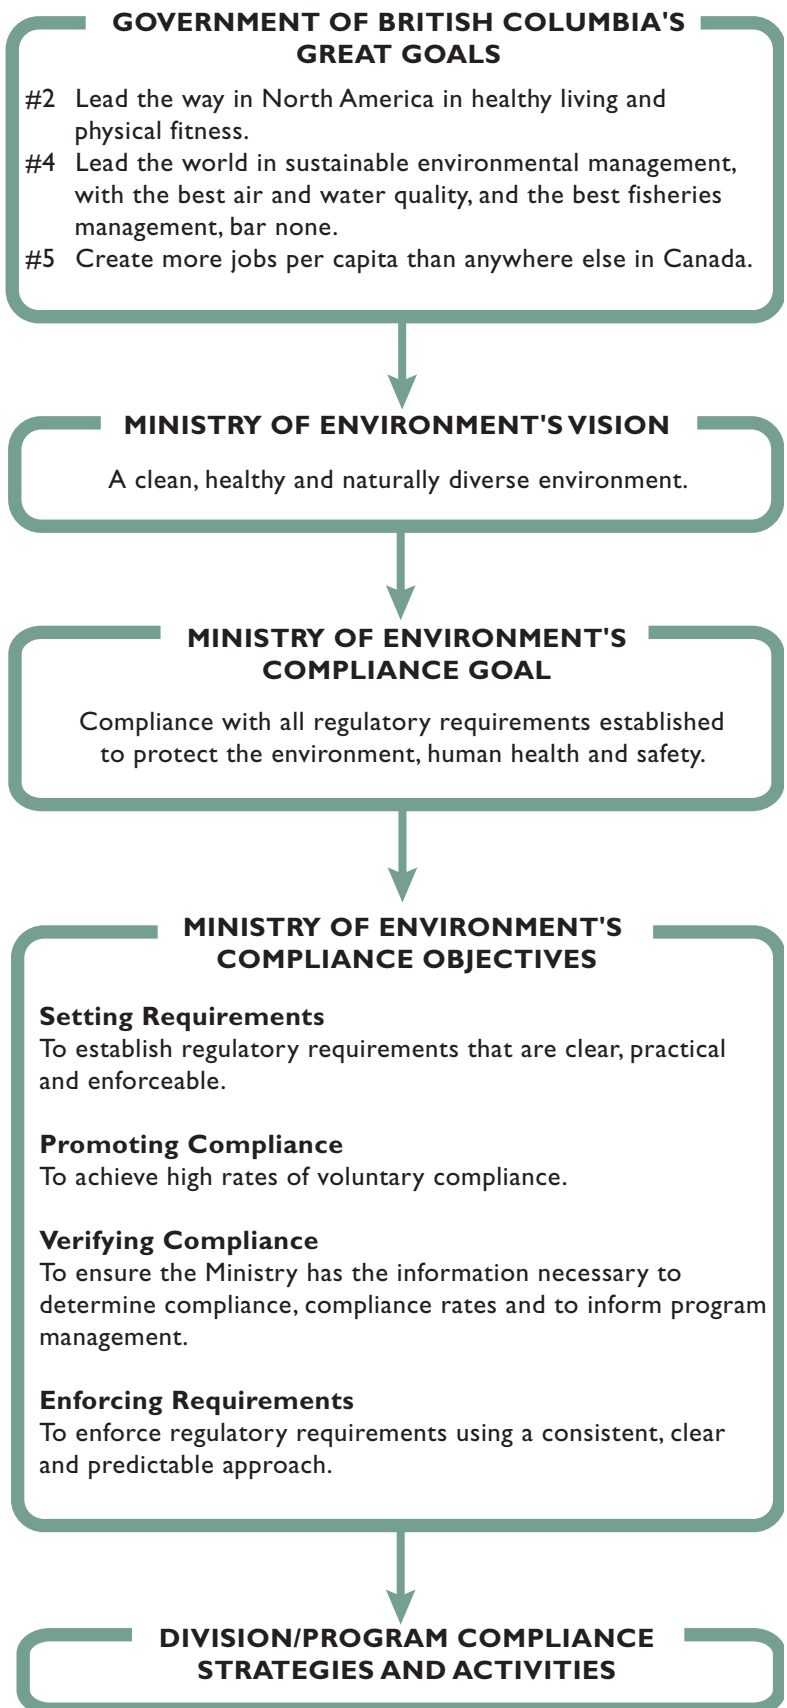 GOVERNMENT OF BRITISH COLUMBIA'S
GREAT GOALS
#2 Lead the way in North America in healthy living and
physical fitness.
#4 Lead the world in sustainable environmental management,
with the best air and water quality, and the best fisheries
management, bar none.
#5 Create more jobs per capita than anywhere else in Canada.
MINISTRY OF ENVIRONMENT'S VISION
A clean, healthy and naturally diverse environment.
MINISTRY OF ENVIRONMENT'S
COMPLIANCE GOAL
Compliance with all regulatory requirements established
to protect the environment, human health and safety.
MINISTRY OF ENVIRONMENT'S
COMPLIANCE OBJECTIVES
Setting Requirements
To establish regulatory requirements that are clear, practical
and enforceable.
Promoting Compliance
To achieve high rates of voluntary compliance.
Verifying Compliance
To ensure the Ministry has the information necessary to
determine compliance, compliance rates and to inform program
management.
Enforcing Requirements
To enforce regulatory requirements using a consistent, clear
and predictable approach.
DIVISION/PROGRAM COMPLIANCE
STRATEGIES AND ACTIVITIES